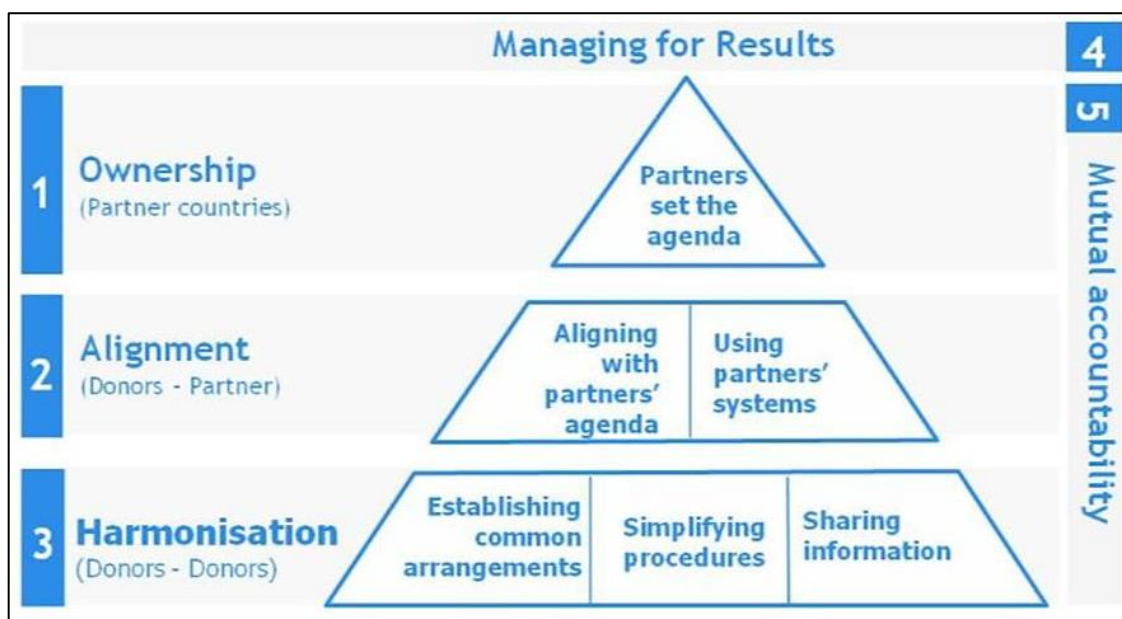 Managing for Results
4
5
Mutual accountability
1
Ownership
(Partner countries)
Partners
set the
agenda
2
Alignment
(Donors - Partner)
Aligning
with
partners’
agenda
Using
partners’
systems
3
Harmonisation
(Donors - Donors)
Establishing
common
arrangements
Simplifying
procedures
Sharing
information